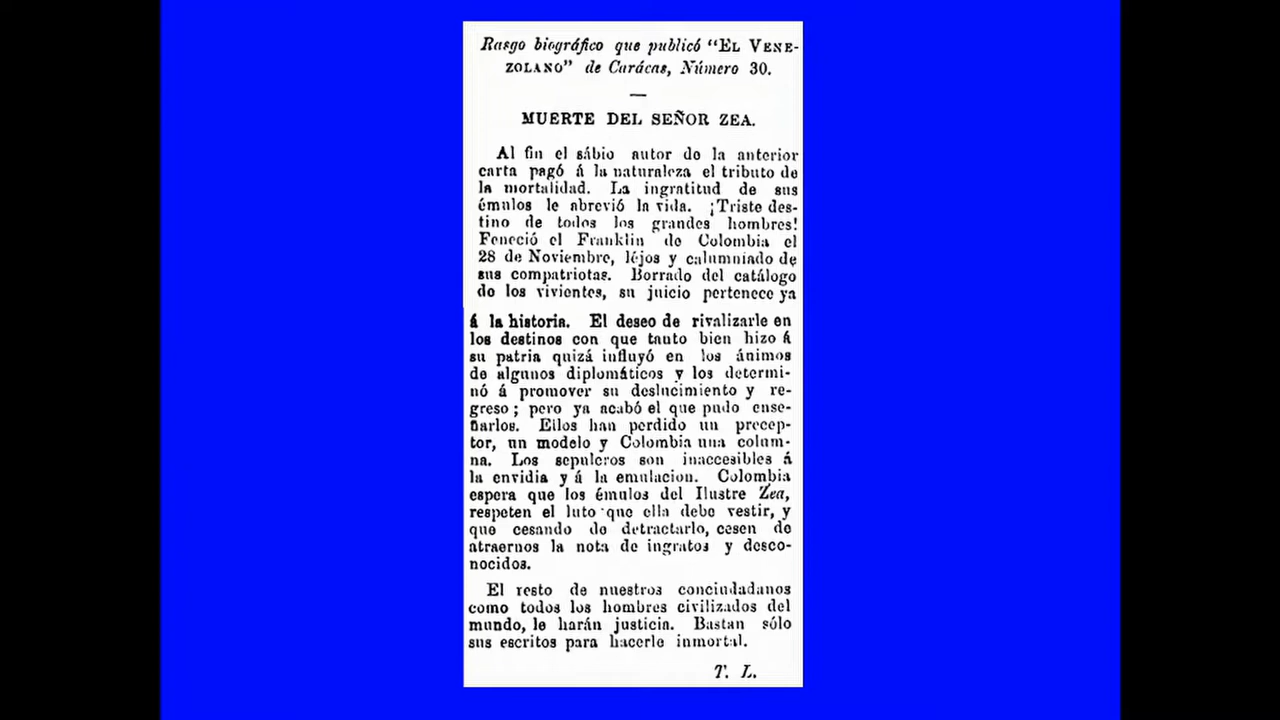 Rasgo biográfico que publicó “EL VENE-
ZOLANO” de Carácas, Número 30.
MUERTE DEL SEÑOR ZEA.
Al fin el sábio autor de la anterior
carta pagó á la naturaleza el tributo de
la mortalidad. La ingratitud de sus
émulos le abrevió la vida. ¡Triste des-
tino de todos los grandes hombres!
Feneció el Franklin de Colombia el
28 de Noviembre, léjos y calumniado de
sus compatriotas. Borrado del catálogo
de los vivientes, su juicio pertenece ya
á la historia. El deseo de rivalizarle en
los destinos con que tanto bien hizo á
su patria quizá influyó en los ánimos
de algunos diplomáticos y los determi-
nó á promover su deslucimiento y re-
greso; pero ya acabó el que pudo ense-
ñarlos. Ellos han perdido un precep-
tor, un modelo y Colombia una colum-
na. Los sepulcros son inaccesibles á
la envidia y á la emulacion. Colombia
espera que los émulos del Ilustre Zea,
respeten el luto que ella debe vestir, y
que cesando de detractarlo, cesen de
atraernos la nota de ingratos y desco-
nocidos.
El resto de nuestros conciudadanos
como todos los hombres civilizados del
mundo, le harán justicia. Bastan sólo
sus escritos para hacerle inmortal.
T. L.